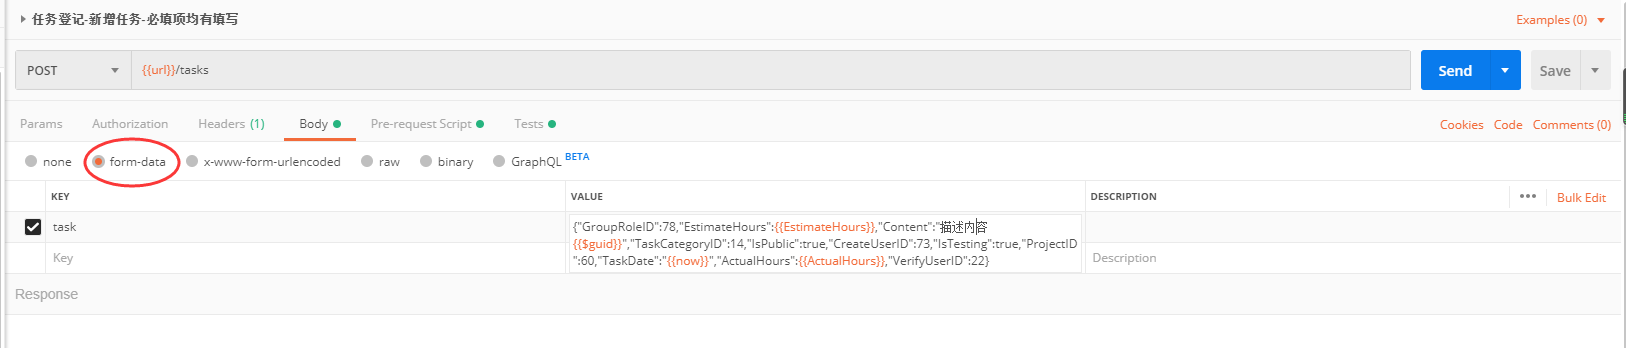 任务登记-新增任务-必填项均有填写
Examples (0)
POST
{{url}}/tasks
Send
Save
Params
Authorization
Headers (1)
Body
Pre-request Script
Tests
Cookies
Code
Comments (0)
none
form-data
x-www-form-urlencoded
raw
binary
GraphQL BETA
KEY
VALUE
DESCRIPTION
Bulk Edit
task
{"GroupRoleID":78,"EstimateHours":{{EstimateHours}},"Content":"描述内容
{{$guid}}","TaskCategoryID":14,"IsPublic":true,"CreateUserID":73,"IsTesting":true,"ProjectID
":60,"TaskDate":"{{now}}","ActualHours":{{ActualHours}},"VerifyUserID":22}
Key
Description
Response